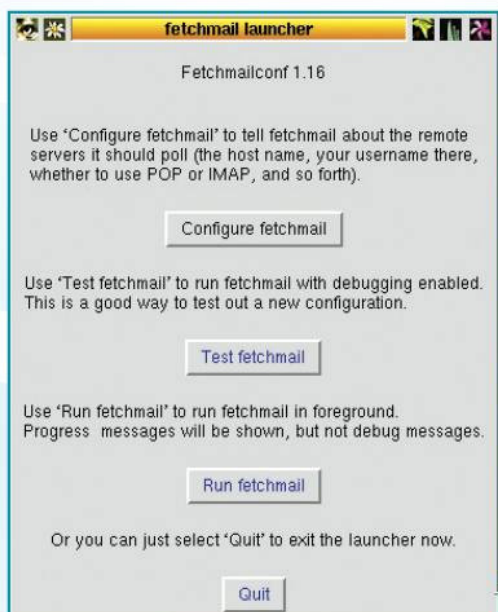 fetchmail launcher
Fetchmailconf 1.16
Use ‘Configure fetchmail’ to tell fetchmail about the remote
servers it should poll (the host name, your username there,
whether to use POP or IMAP, and so forth).
Configure fetchmail
Use ‘Test fetchmail’ to run fetchmail with debugging enabled.
This is a good way to test out a new configuration.
Test fetchmail
Use ‘Run fetchmail’ to run fetchmail in foreground.
Progress  messages will be shown, but not debug messages.
Run fetchmail
Or you can just select ‘Quit’ to exit the launcher now.
Quit